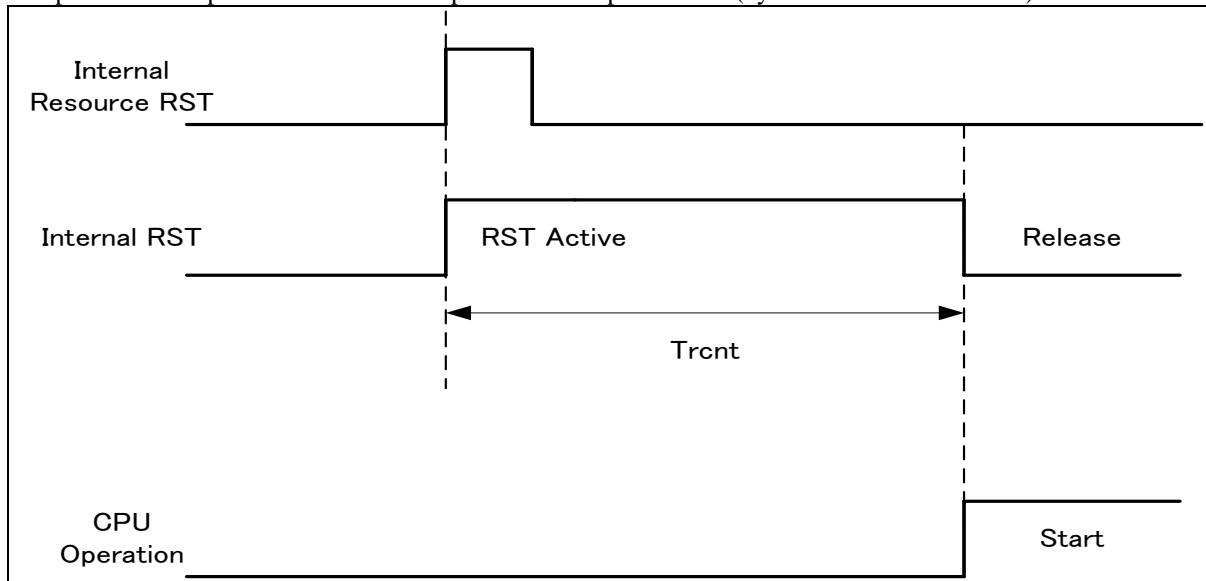 Internal
Resource RST
Internal RST
RST Active
Release
Trcnt
CPU
Operation
Start